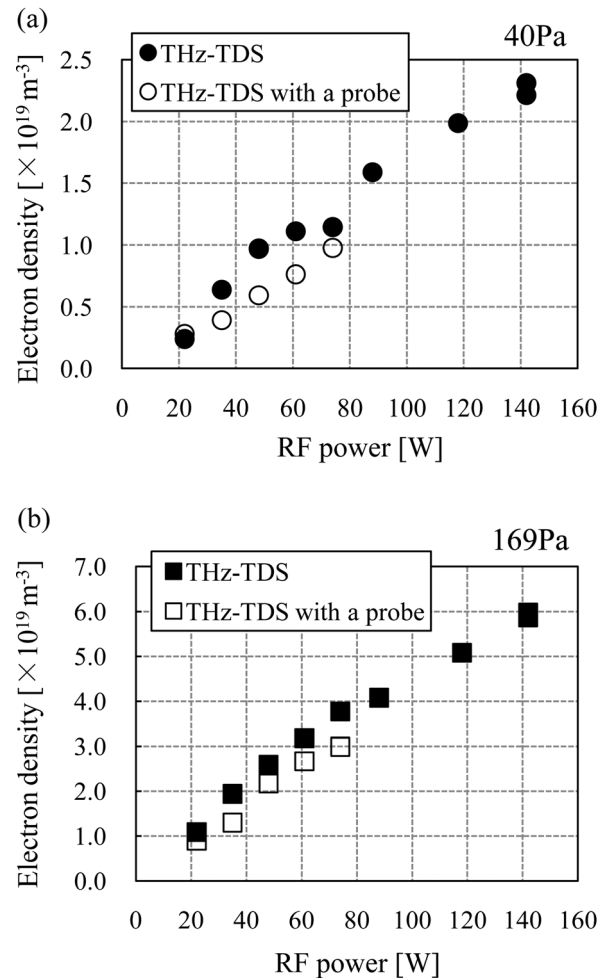 (a)
40Pa
THz-TDS
THz-TDS with a probe
Electron density [×10¹⁹ m⁻³]
2.5
2.0
1.5
1.0
0.5
0.0
0 20 40 60 80 100 120 140 160
RF power [W]
(b)
169Pa
THz-TDS
THz-TDS with a probe
Electron density [×10¹⁹ m⁻³]
7.0
6.0
5.0
4.0
3.0
2.0
1.0
0.0
0 20 40 60 80 100 120 140 160
RF power [W]